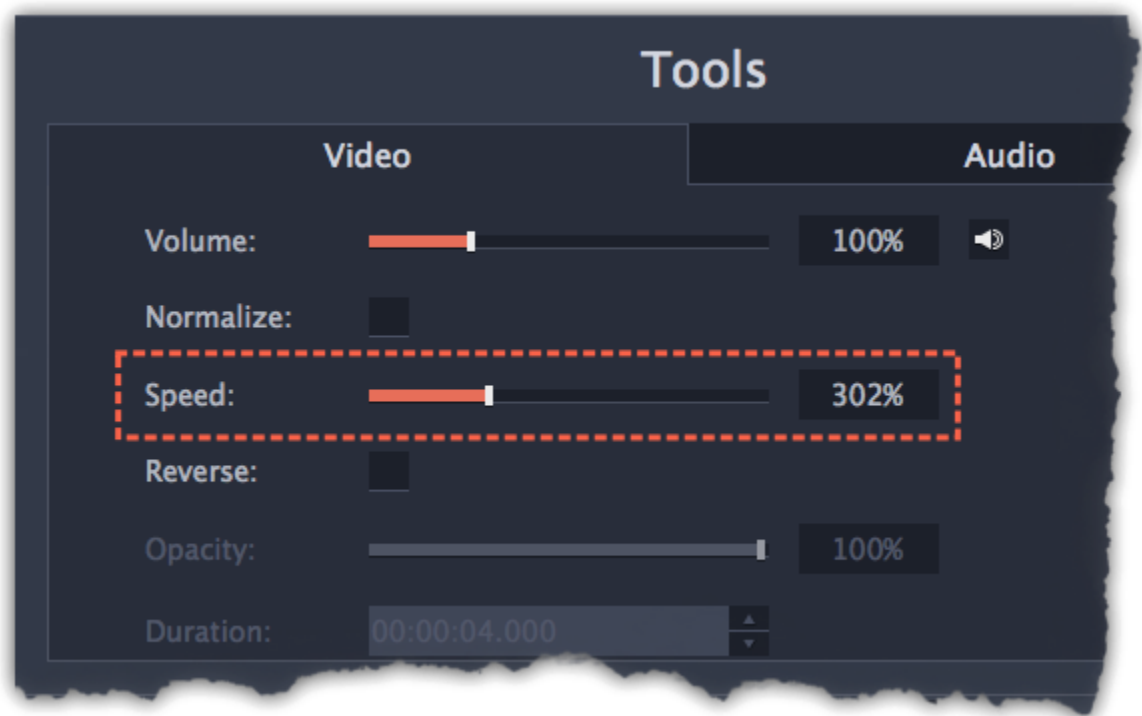 Tools
Video Audio
Volume: 100%
Normalize:
Speed: 302%
Reverse:
Opacity: 100%
Duration: 00:00:04.000